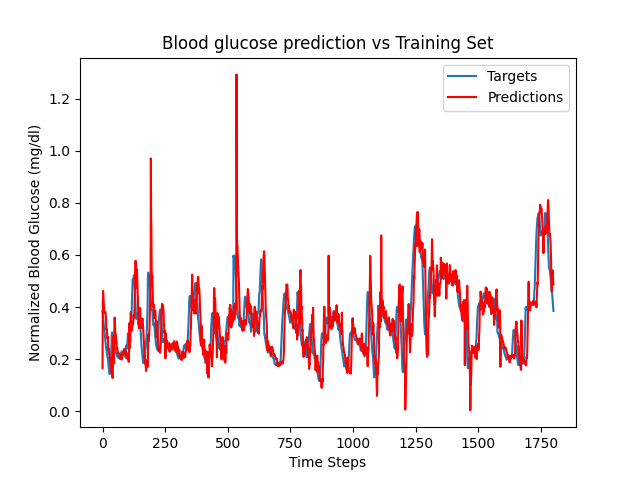 Blood glucose prediction vs Training Set
Targets
Predictions
Normalized Blood Glucose (mg/dl)
1.2
1.0
0.8
0.6
0.4
0.2
0.0
0 250 500 750 1000 1250 1500 1750
Time Steps